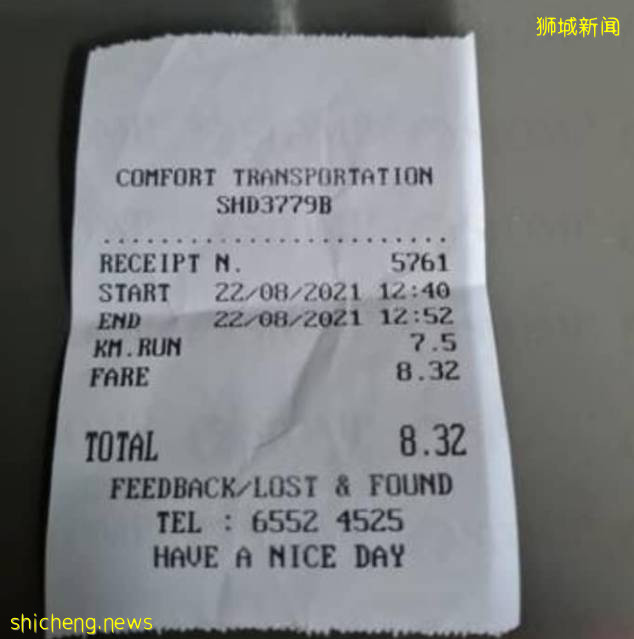 狮城新闻
COMFORT TRANSPORTATION
SHD3779B
........................
RECEIPT N. 5761
START 22/08/2021 12:40
END 22/08/2021 12:52
KM.RUN 7.5
FARE 8.32
TOTAL 8.32
FEEDBACK/LOST & FOUND
TEL : 6552 4525
HAVE A NICE DAY
shicheng.news